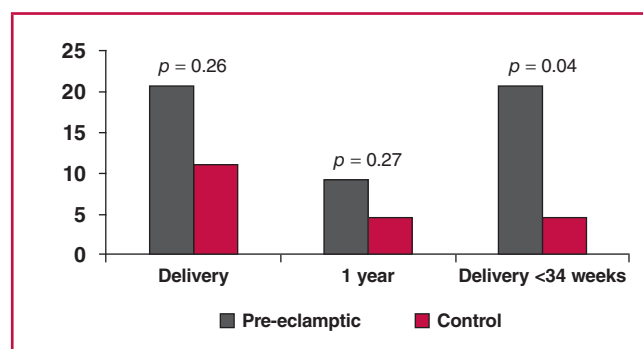 25
20
15
10
5
0
p = 0.26
p = 0.27
p = 0.04
Delivery
1 year
Delivery <34 weeks
Pre-eclamptic
Control